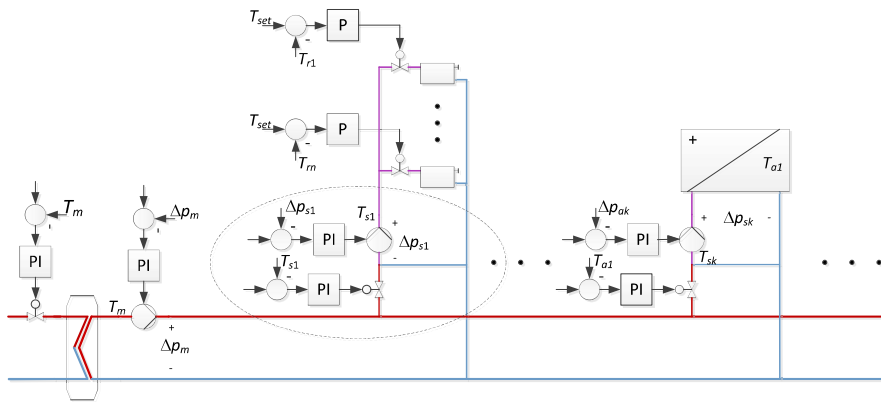 T_set P
T_r1
T_set P
T_rn
+ T_a1
T_m Δp_m
Δp_s1 T_s1 + Δp_s1 -
PI PI PI
T_s1
PI
Δp_ak + Δp_sk -
PI
T_a1 T_sk
PI
T_m +
Δp_m
-